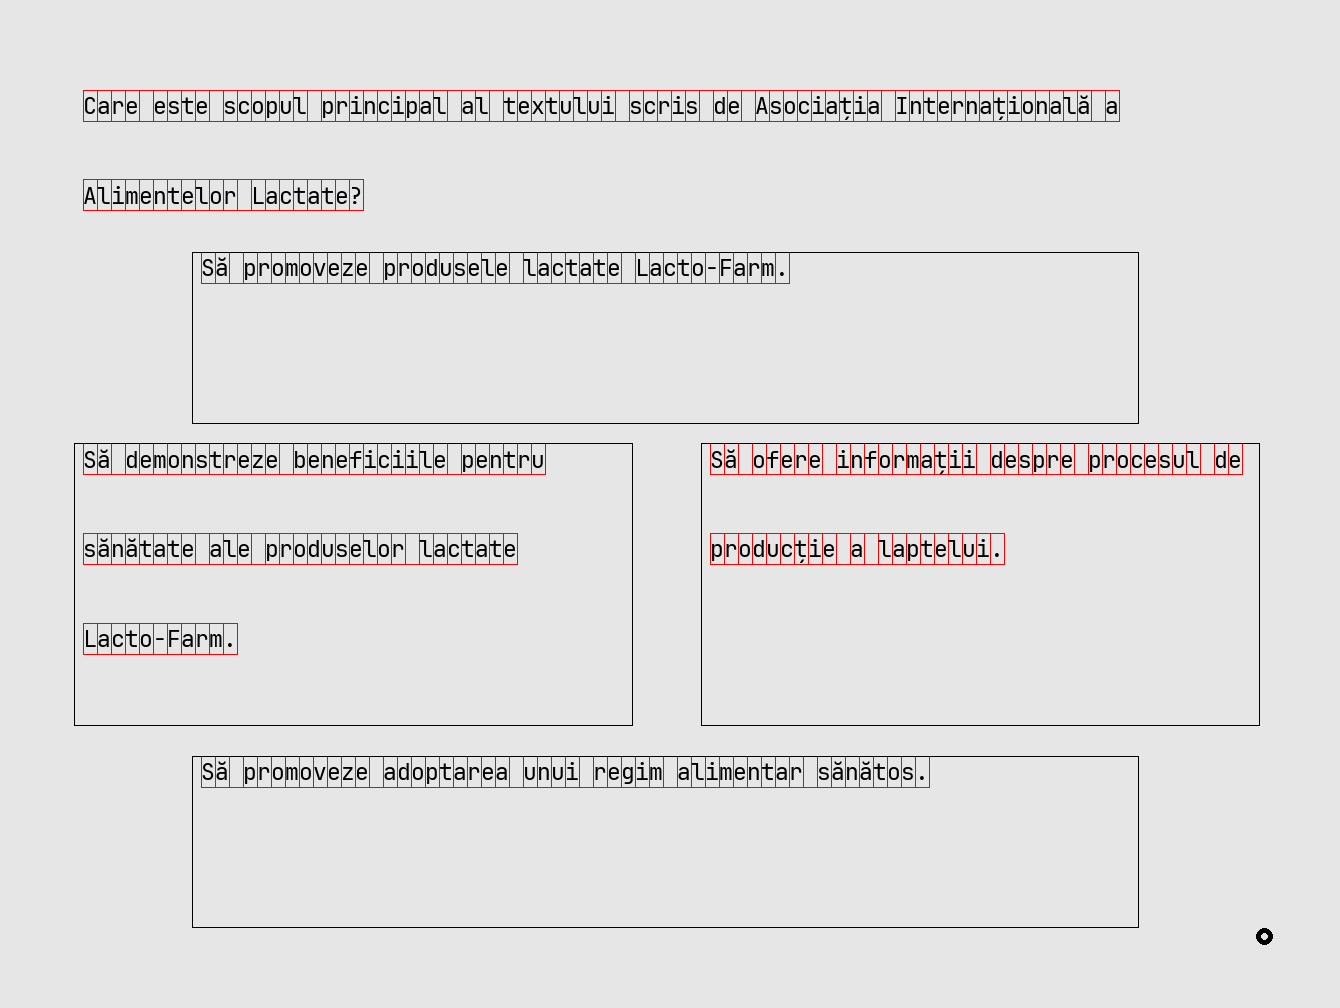 Care este scopul principal al textului scris de Asociația Internațională a
Alimentelor Lactate?
Să promoveze produsele lactate Lacto-Farm.
Să demonstreze beneficiile pentru
sănătate ale produselor lactate
Lacto-Farm.
Să ofere informații despre procesul de
producție a laptelui.
Să promoveze adoptarea unui regim alimentar sănătos.